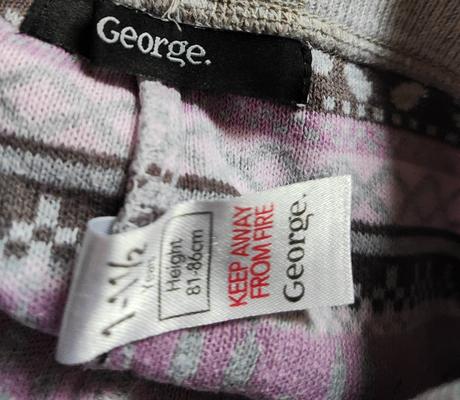 George.
1-1½
Years
Height
81-86cm
KEEP AWAY
FROM FIRE
George.